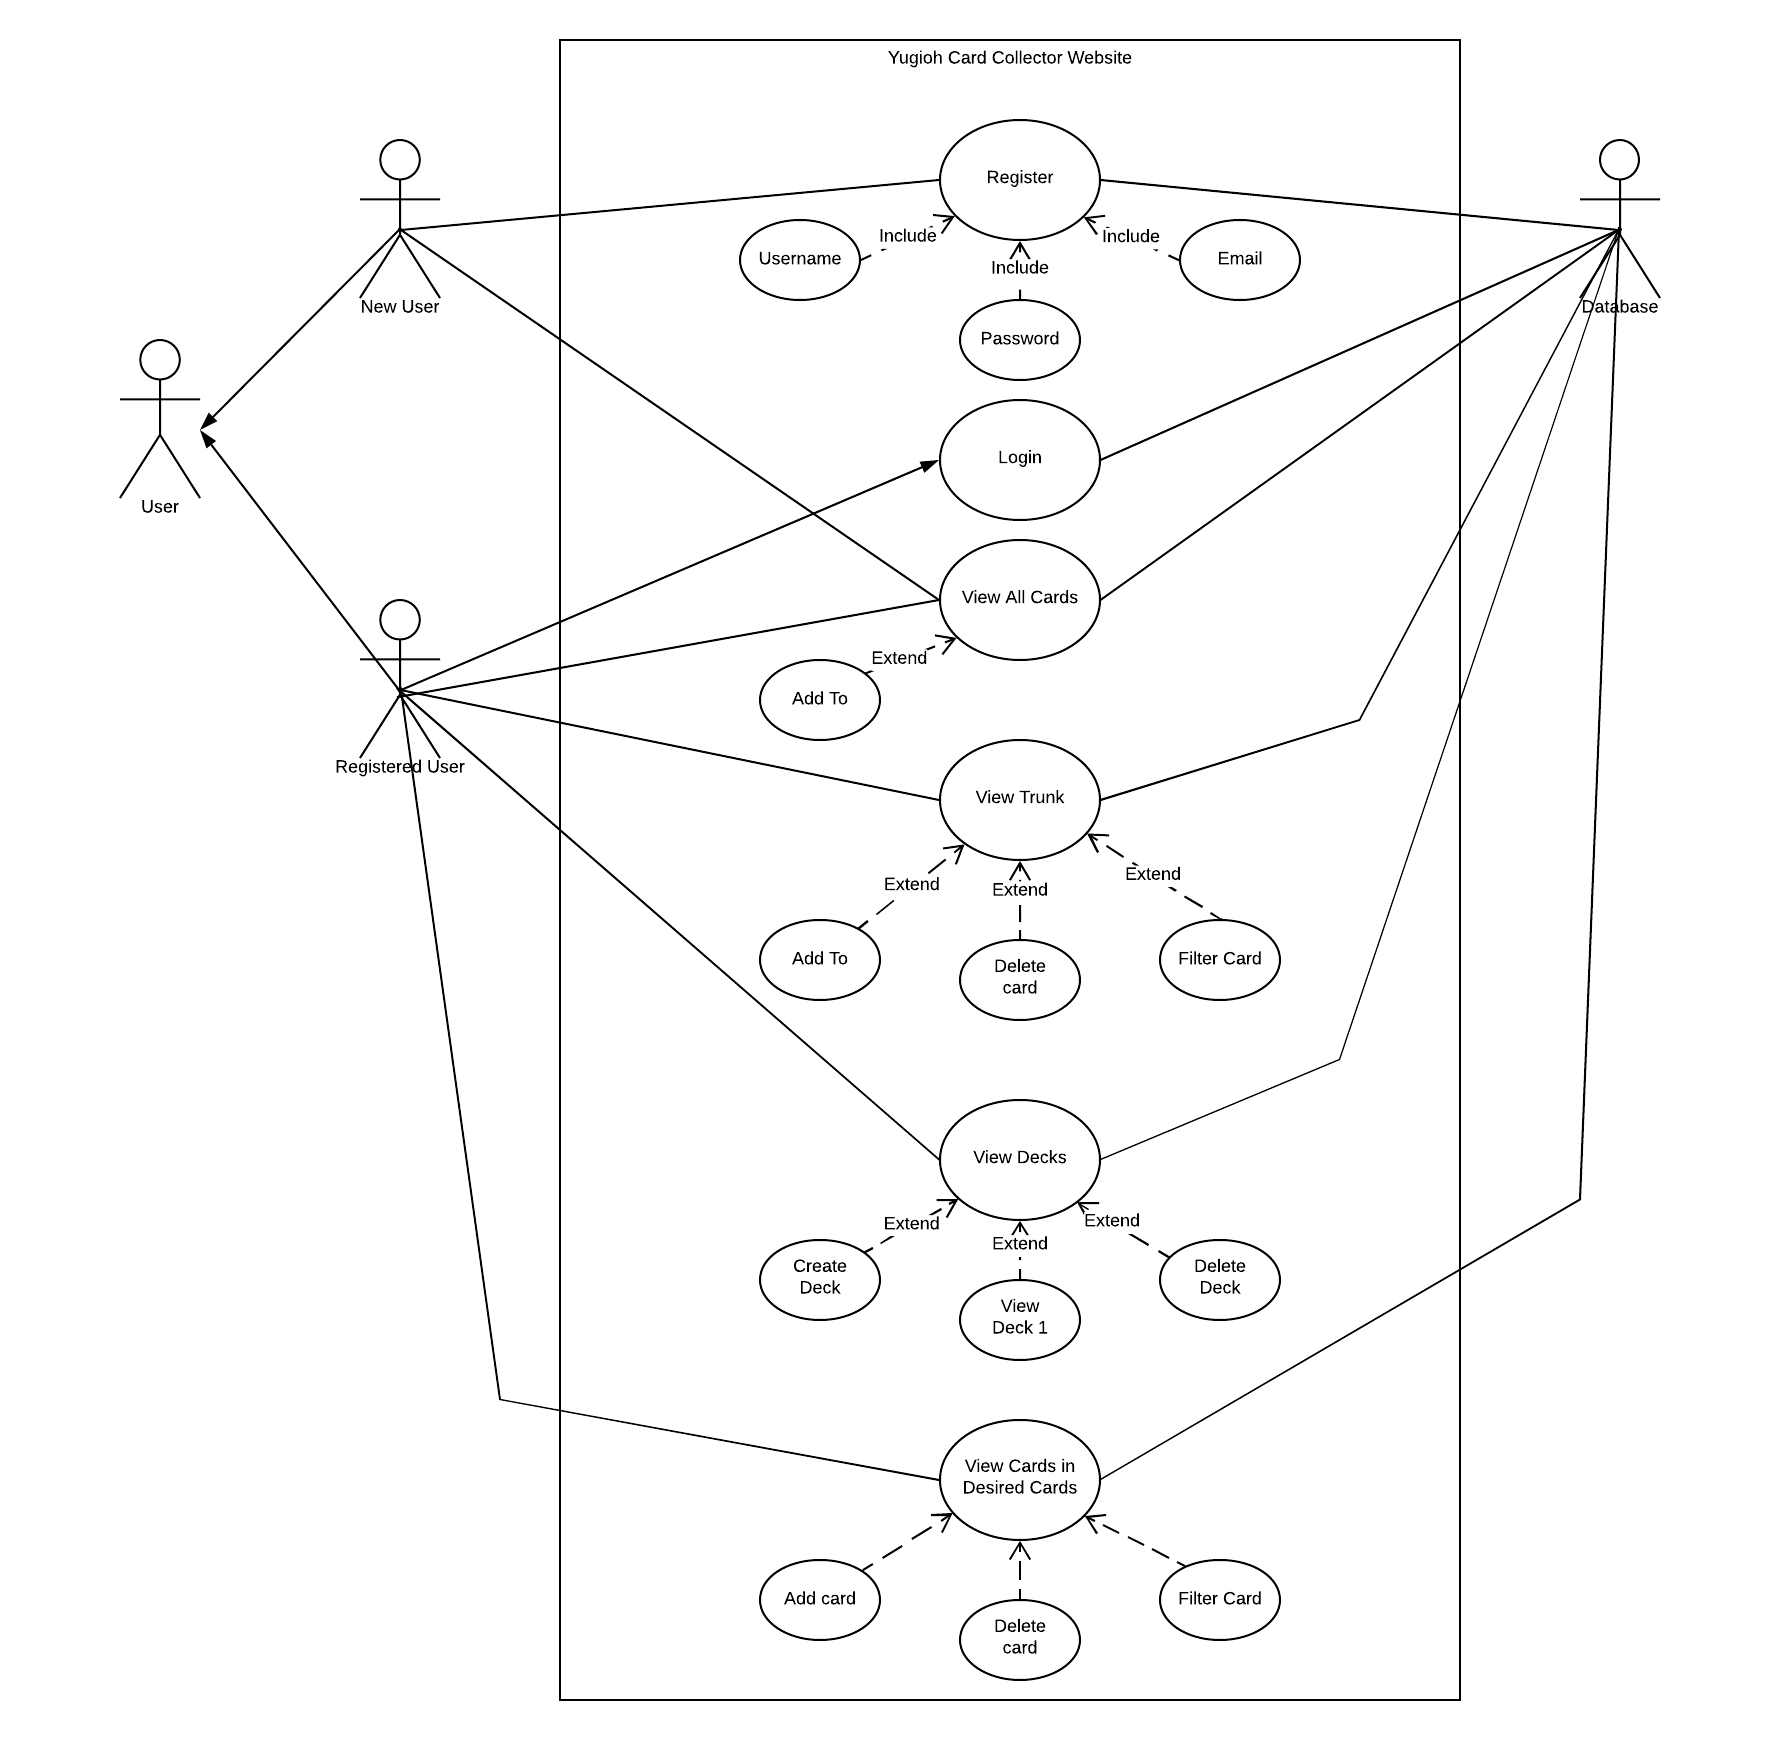 Yugioh Card Collector Website
Register
Username
Include
Include
Include
Email
Password
New User
Database
User
Login
View All Cards
Extend
Add To
Registered User
View Trunk
Extend
Extend
Extend
Add To
Delete
card
Filter Card
View Decks
Extend
Extend
Extend
Create
Deck
View
Deck 1
Delete
Deck
View Cards in
Desired Cards
Add card
Delete
card
Filter Card